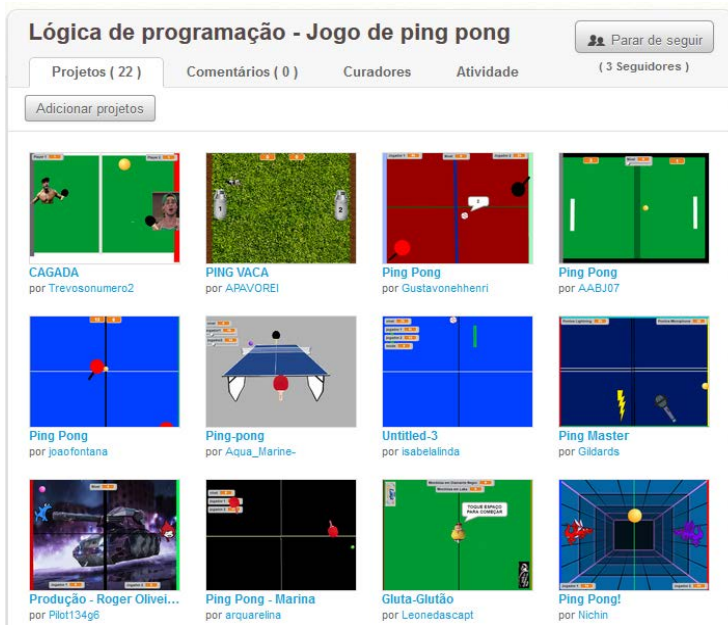 Lógica de programação - Jogo de ping pong
Parar de seguir
( 3 Seguidores )
Projetos ( 22 )
Comentários ( 0 )
Curadores
Atividade
Adicionar projetos
CAGADA
por Trevosonumero2
1
2
PING VACA
por APAVOREI
2
Ping Pong
por Gustavonehhenri
Ping Pong
por AABJ07
Ping Pong
por joaofontana
Ping-pong
por Aqua_Marine-
Untitled-3
por isabelalinda
Ping Master
por Gildards
Produção - Roger Olivei...
por Pilot134g6
Ping Pong - Marina
por arquarelina
TOQUE ESPAÇO
PARA COMEÇAR
Gluta-Glutão
por Leonedascapt
Ping Pong!
por Nichin